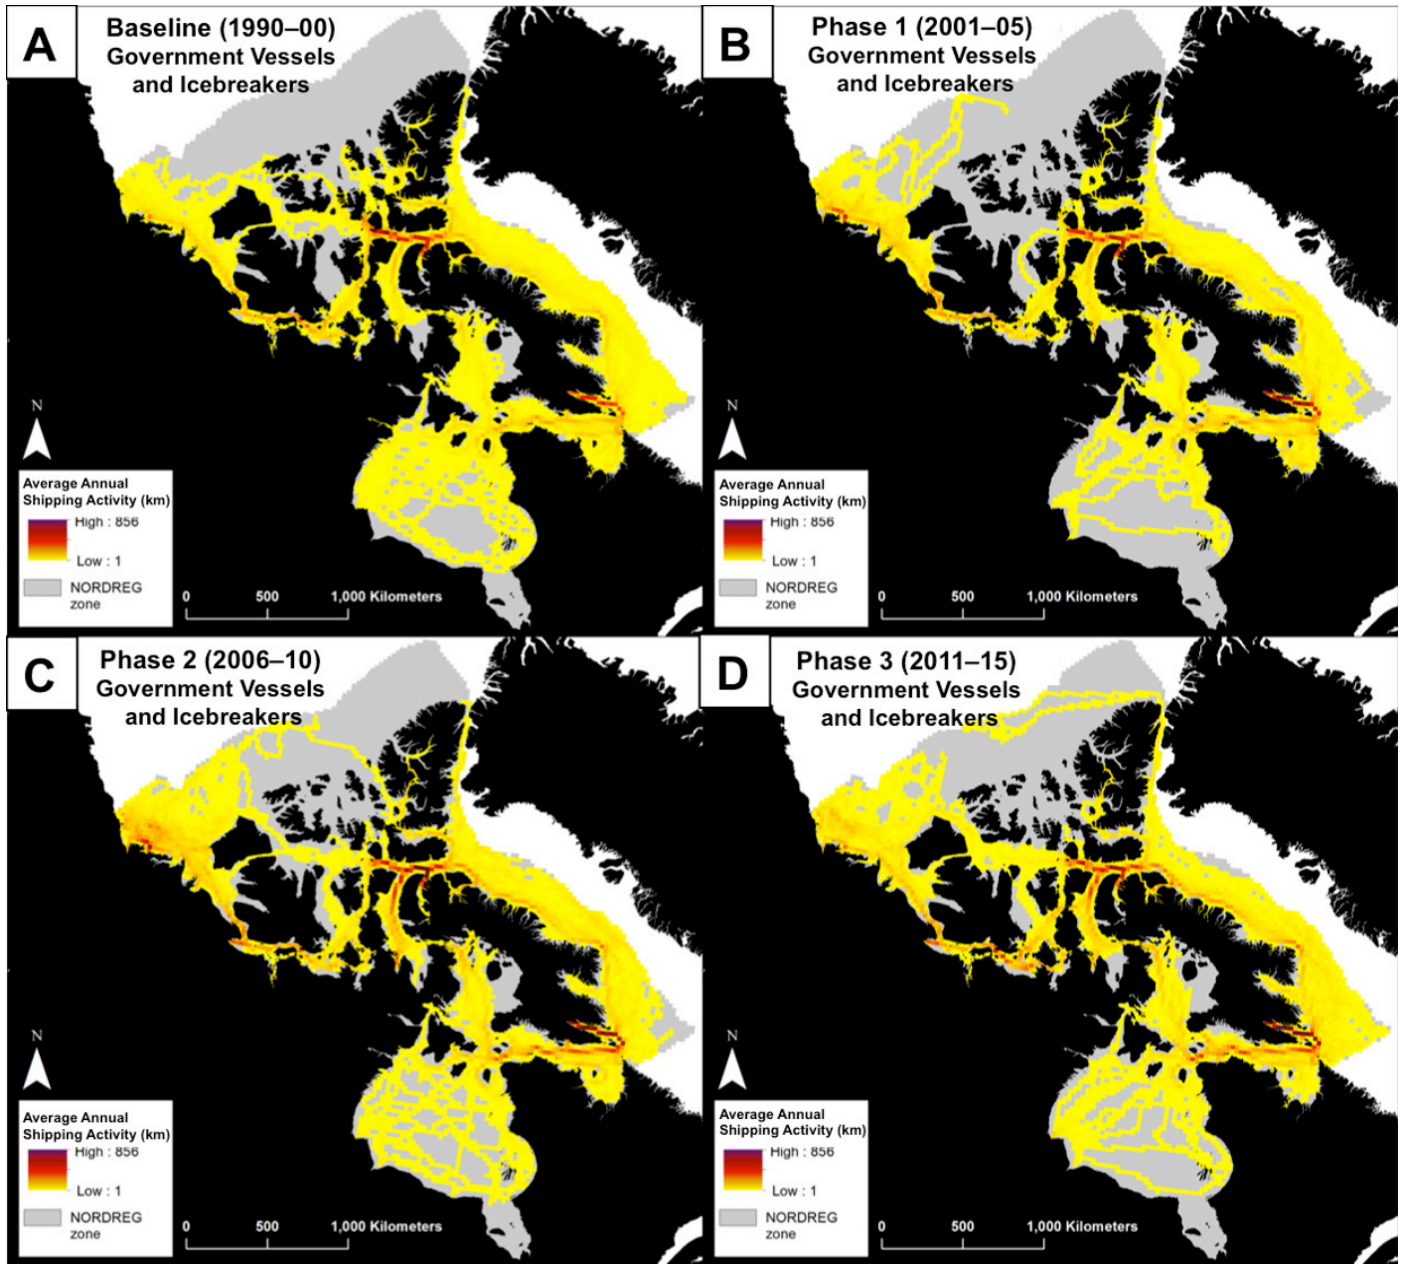 A
Baseline (1990–00)
Government Vessels
and Icebreakers
N
Average Annual
Shipping Activity (km)
High : 856
Low : 1
NORDREG
zone
0 500 1,000 Kilometers
B
Phase 1 (2001–05)
Government Vessels
and Icebreakers
N
Average Annual
Shipping Activity (km)
High : 856
Low : 1
NORDREG
zone
0 500 1,000 Kilometers
C
Phase 2 (2006–10)
Government Vessels
and Icebreakers
N
Average Annual
Shipping Activity (km)
High : 856
Low : 1
NORDREG
zone
0 500 1,000 Kilometers
D
Phase 3 (2011–15)
Government Vessels
and Icebreakers
N
Average Annual
Shipping Activity (km)
High : 856
Low : 1
NORDREG
zone
0 500 1,000 Kilometers